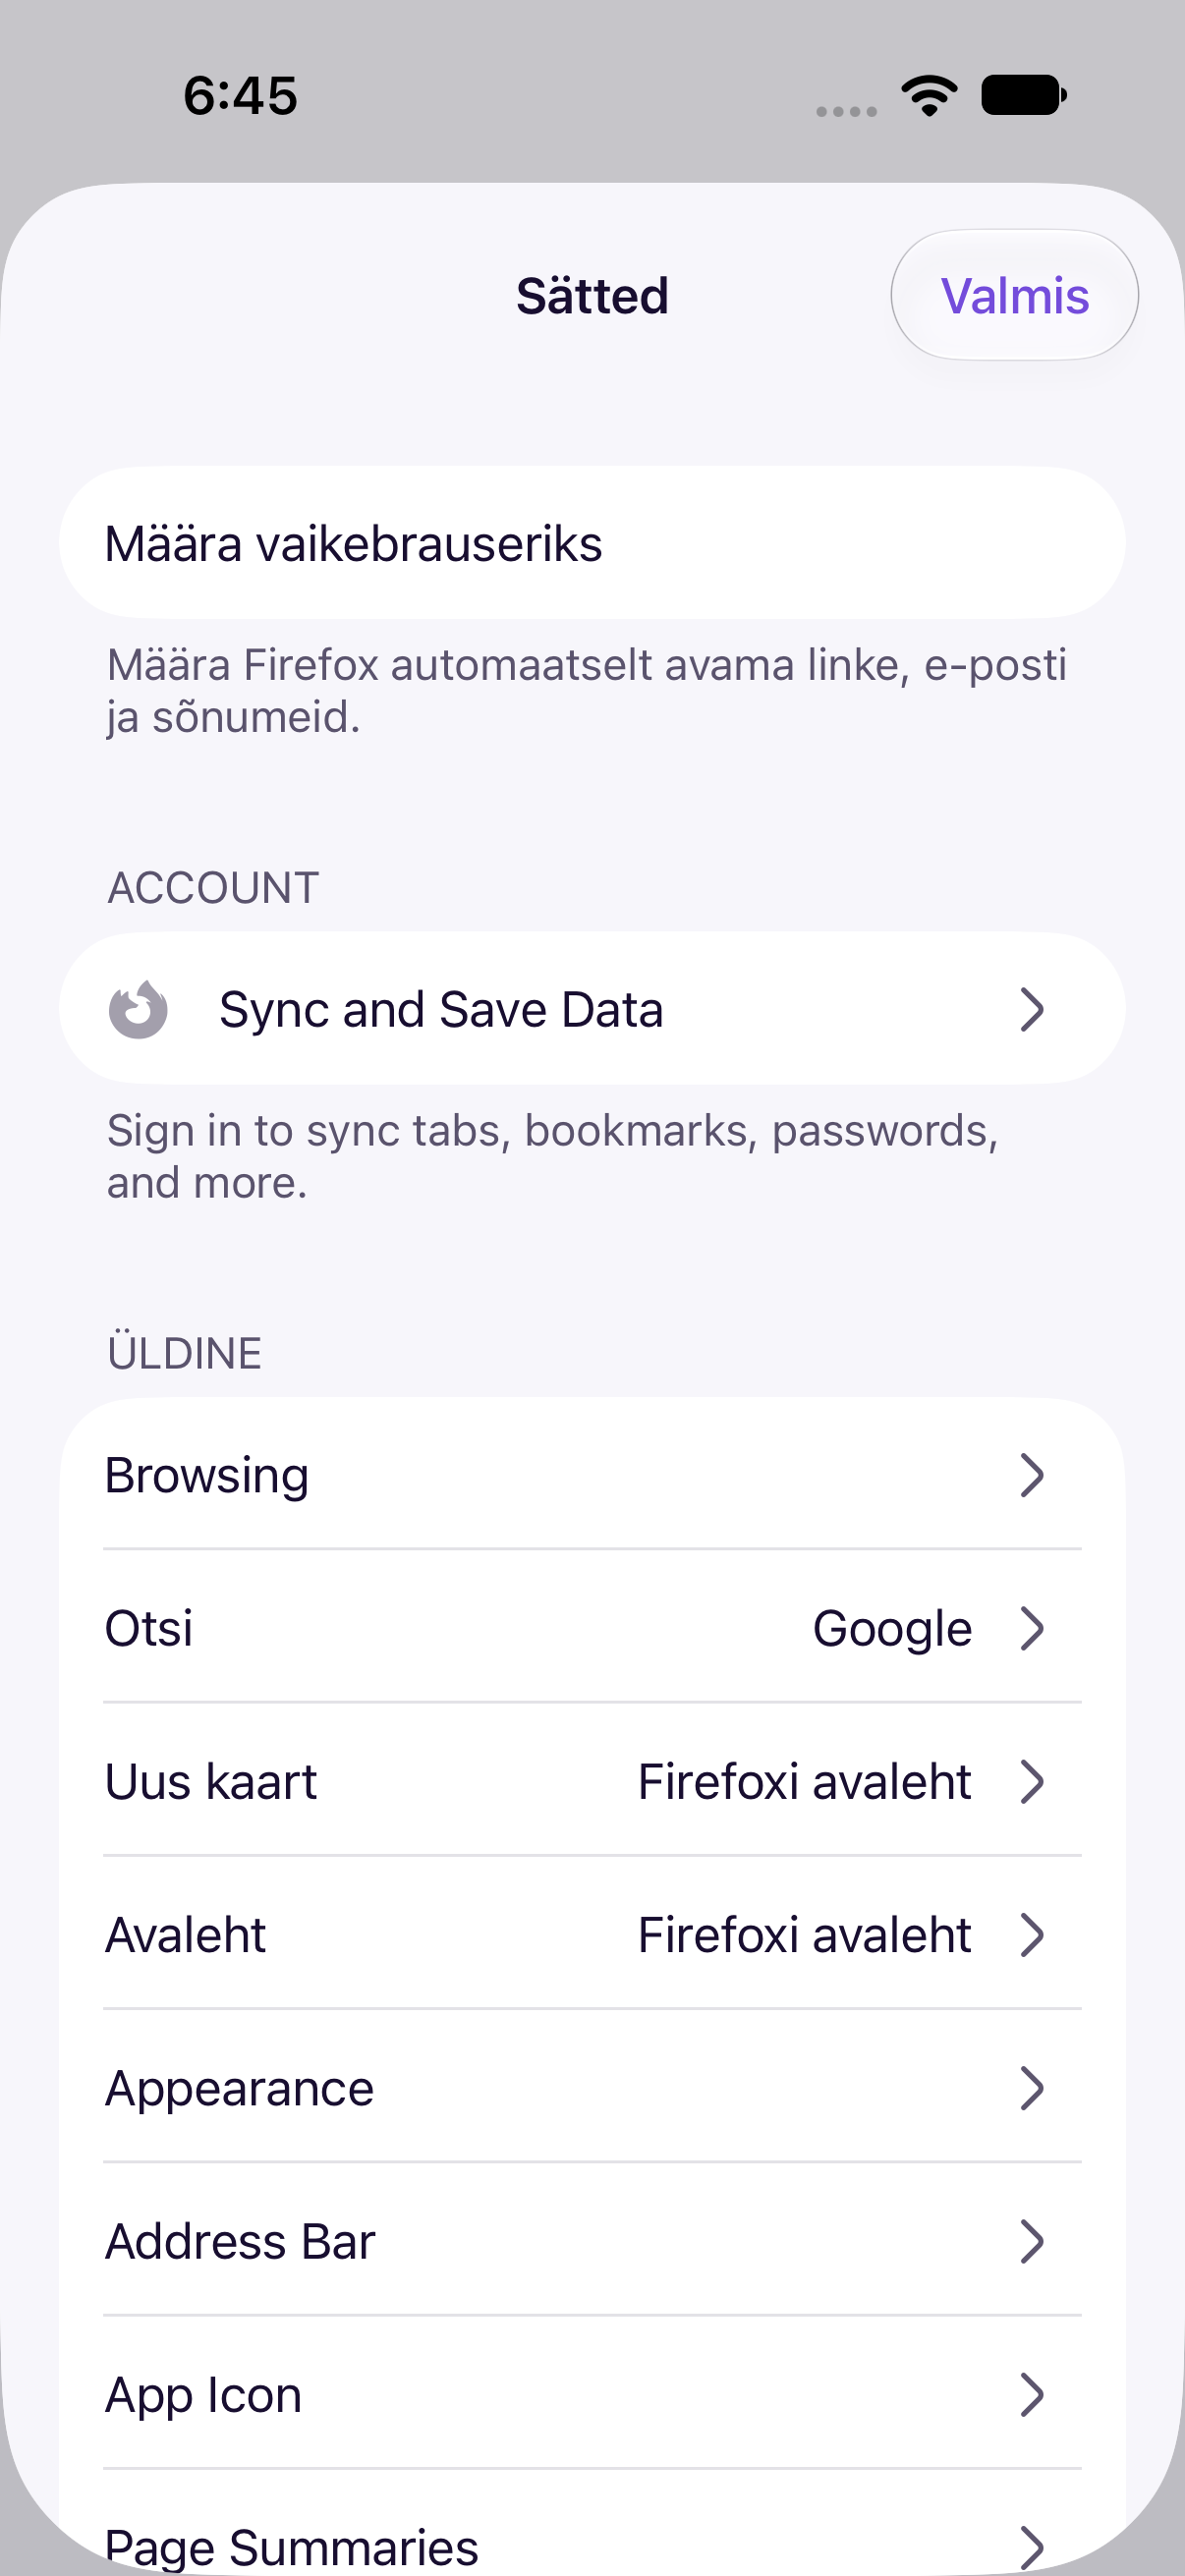 6:45
Sätted
Valmis
Määra vaikebrauseriks
Määra Firefox automaatselt avama linke, e-posti
ja sõnumeid.
ACCOUNT
Sync and Save Data
Sign in to sync tabs, bookmarks, passwords,
and more.
ÜLDINE
Browsing
Otsi Google
Uus kaart Firefoxi avaleht
Avaleht Firefoxi avaleht
Appearance
Address Bar
App Icon
Page Summaries